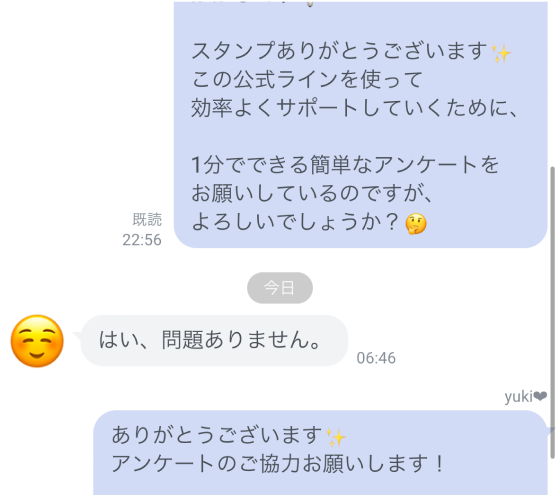 スタンプありがとうございます✨
この公式ラインを使って
効率よくサポートしていくために、
1分でできる簡単なアンケートを
お願いしているのですが、
よろしいでしょうか？🤔
既読
22:56
今日
はい、問題ありません。
06:46
yuki❤
ありがとうございます✨
アンケートのご協力お願いします！